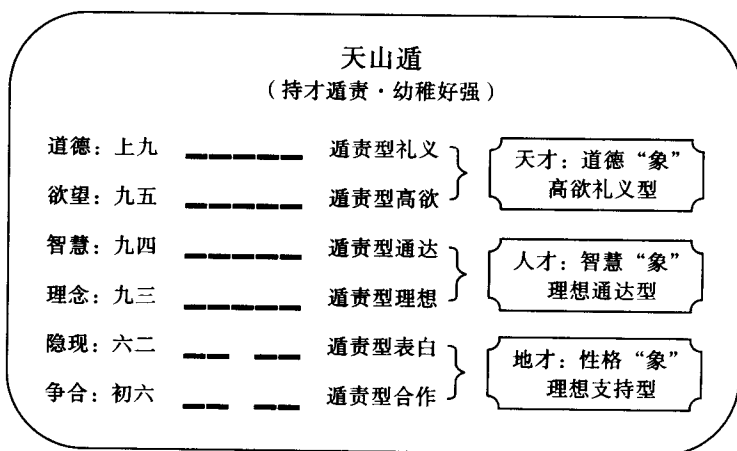 天山遁
（持才遁责·幼稚好强）
道德：上九 遁责型礼义
欲望：九五 遁责型高欲
天才：道德“象”
高欲礼义型
智慧：九四 遁责型通达
理念：九三 遁责型理想
人才：智慧“象”
理想通达型
隐现：六二 遁责型表白
争合：初六 遁责型合作
地才：性格“象”
理想支持型